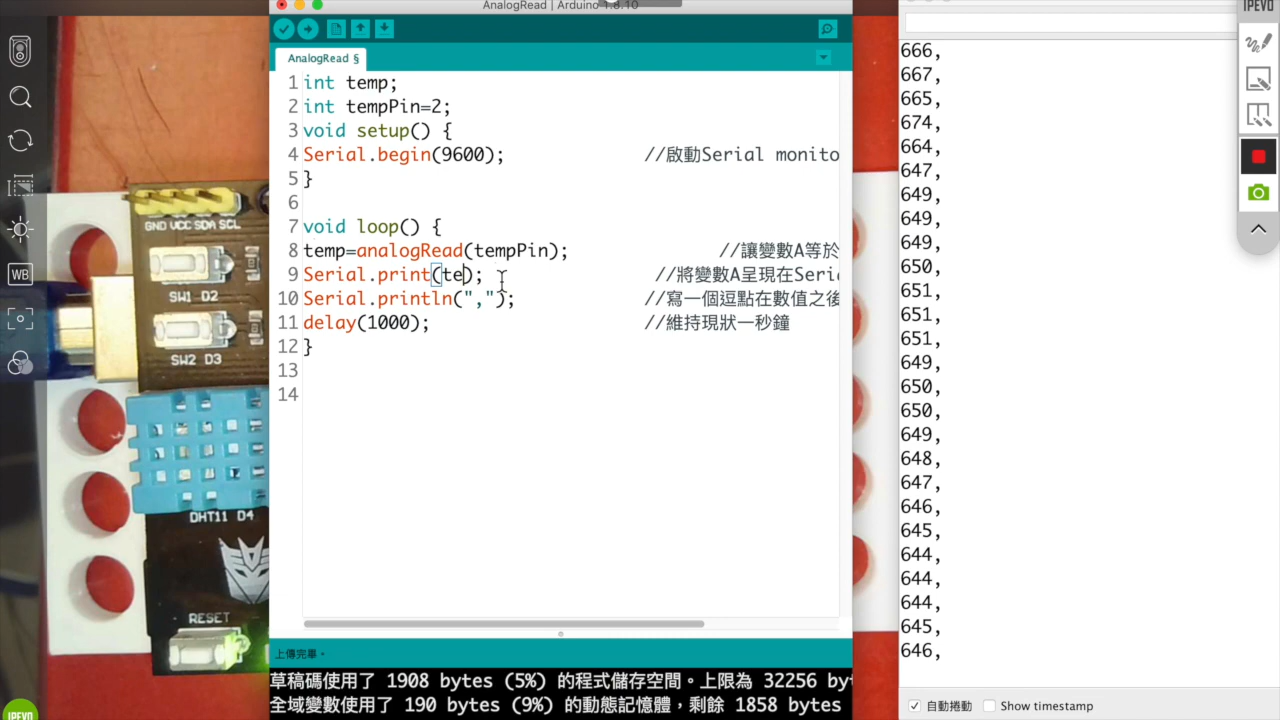 AnalogRead | Arduino 1.8.10
AnalogRead §
1 int temp;
2 int tempPin=2;
3 void setup() {
4 Serial.begin(9600); //啟動Serial monito
5 }
6
7 void loop() {
8 temp=analogRead(tempPin); //讓變數A等於
9 Serial.print(te); //將變數A呈現在Seri
10 Serial.println(","); //寫一個逗點在數值之後
11 delay(1000); //維持現狀一秒鐘
12 }
13
14
上傳完畢。
草稿碼使用了 1908 bytes (5%) 的程式儲存空間。上限為 32256 by
全域變數使用了 190 bytes (9%) 的動態記憶體，剩餘 1858 bytes
GND VCC SDA SCL
SW1 D2
SW2 D3
DHT11 D4
RESET
WB
IPEVO
IPEVO
666,
667,
665,
674,
664,
647,
649,
649,
649,
650,
651,
651,
651,
649,
650,
650,
649,
648,
647,
646,
645,
644,
644,
644,
645,
646,
自動捲動
Show timestamp